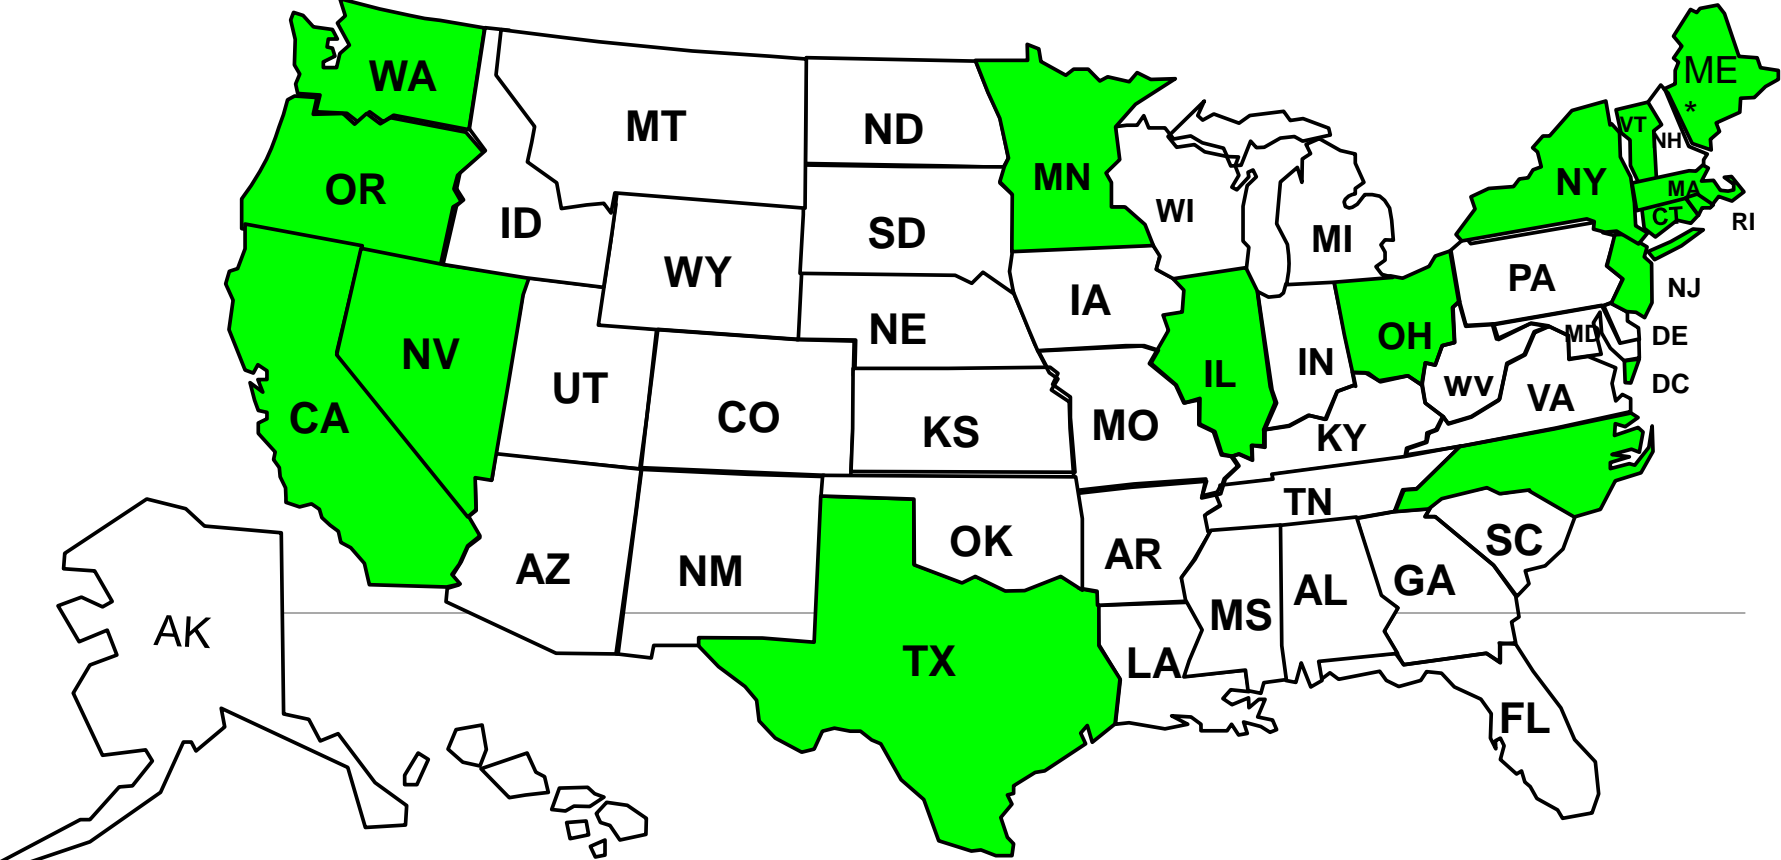 WA
MT
ND
MN
OR
ID
WY
SD
WI
MI
NY
VT
NH
ME
*
MA
CT
RI
NV
UT
CO
NE
IA
IL
IN
OH
PA
NJ
MD
DE
DC
CA
KS
MO
KY
WV
VA
AZ
NM
OK
AR
TN
SC
AK
TX
LA
MS
AL
GA
FL